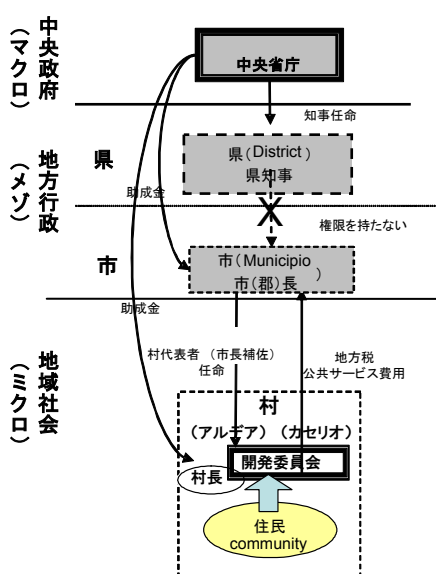 中央政府
（マクロ）
中央省庁
知事任命
地方行政
（メゾ）
県
県（District）
県知事
助成金
X
権限を持たない
市
市（Municipio）
市（郡）長
助成金
村代表者（市長補佐）
任命
地方税
公共サービス費用
地域社会
（ミクロ）
村
（アルデア）（カセリオ）
開発委員会
村長
住民
community